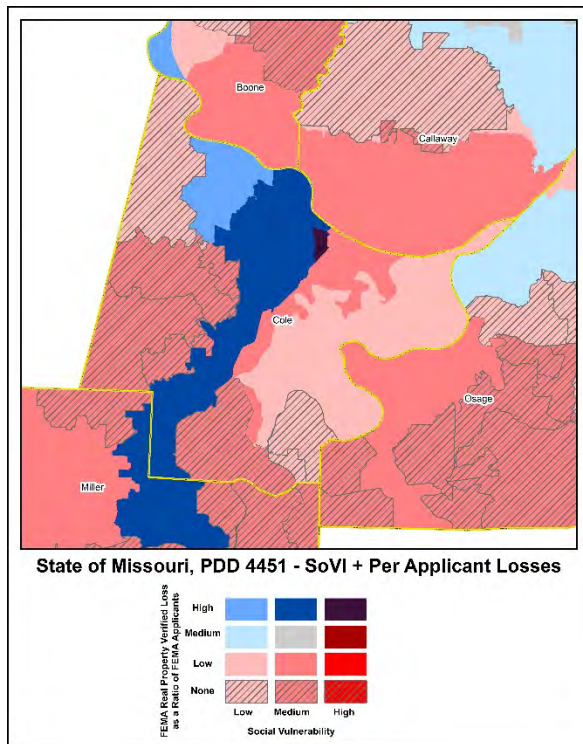 Boone
Callaway
Cole
Osage
Miller
State of Missouri, PDD 4451 - SoVI + Per Applicant Losses
FEMA Real Property Verified Loss
as a Ratio of FEMA Applicants
High
Medium
Low
None
Low Medium High
Social Vulnerability